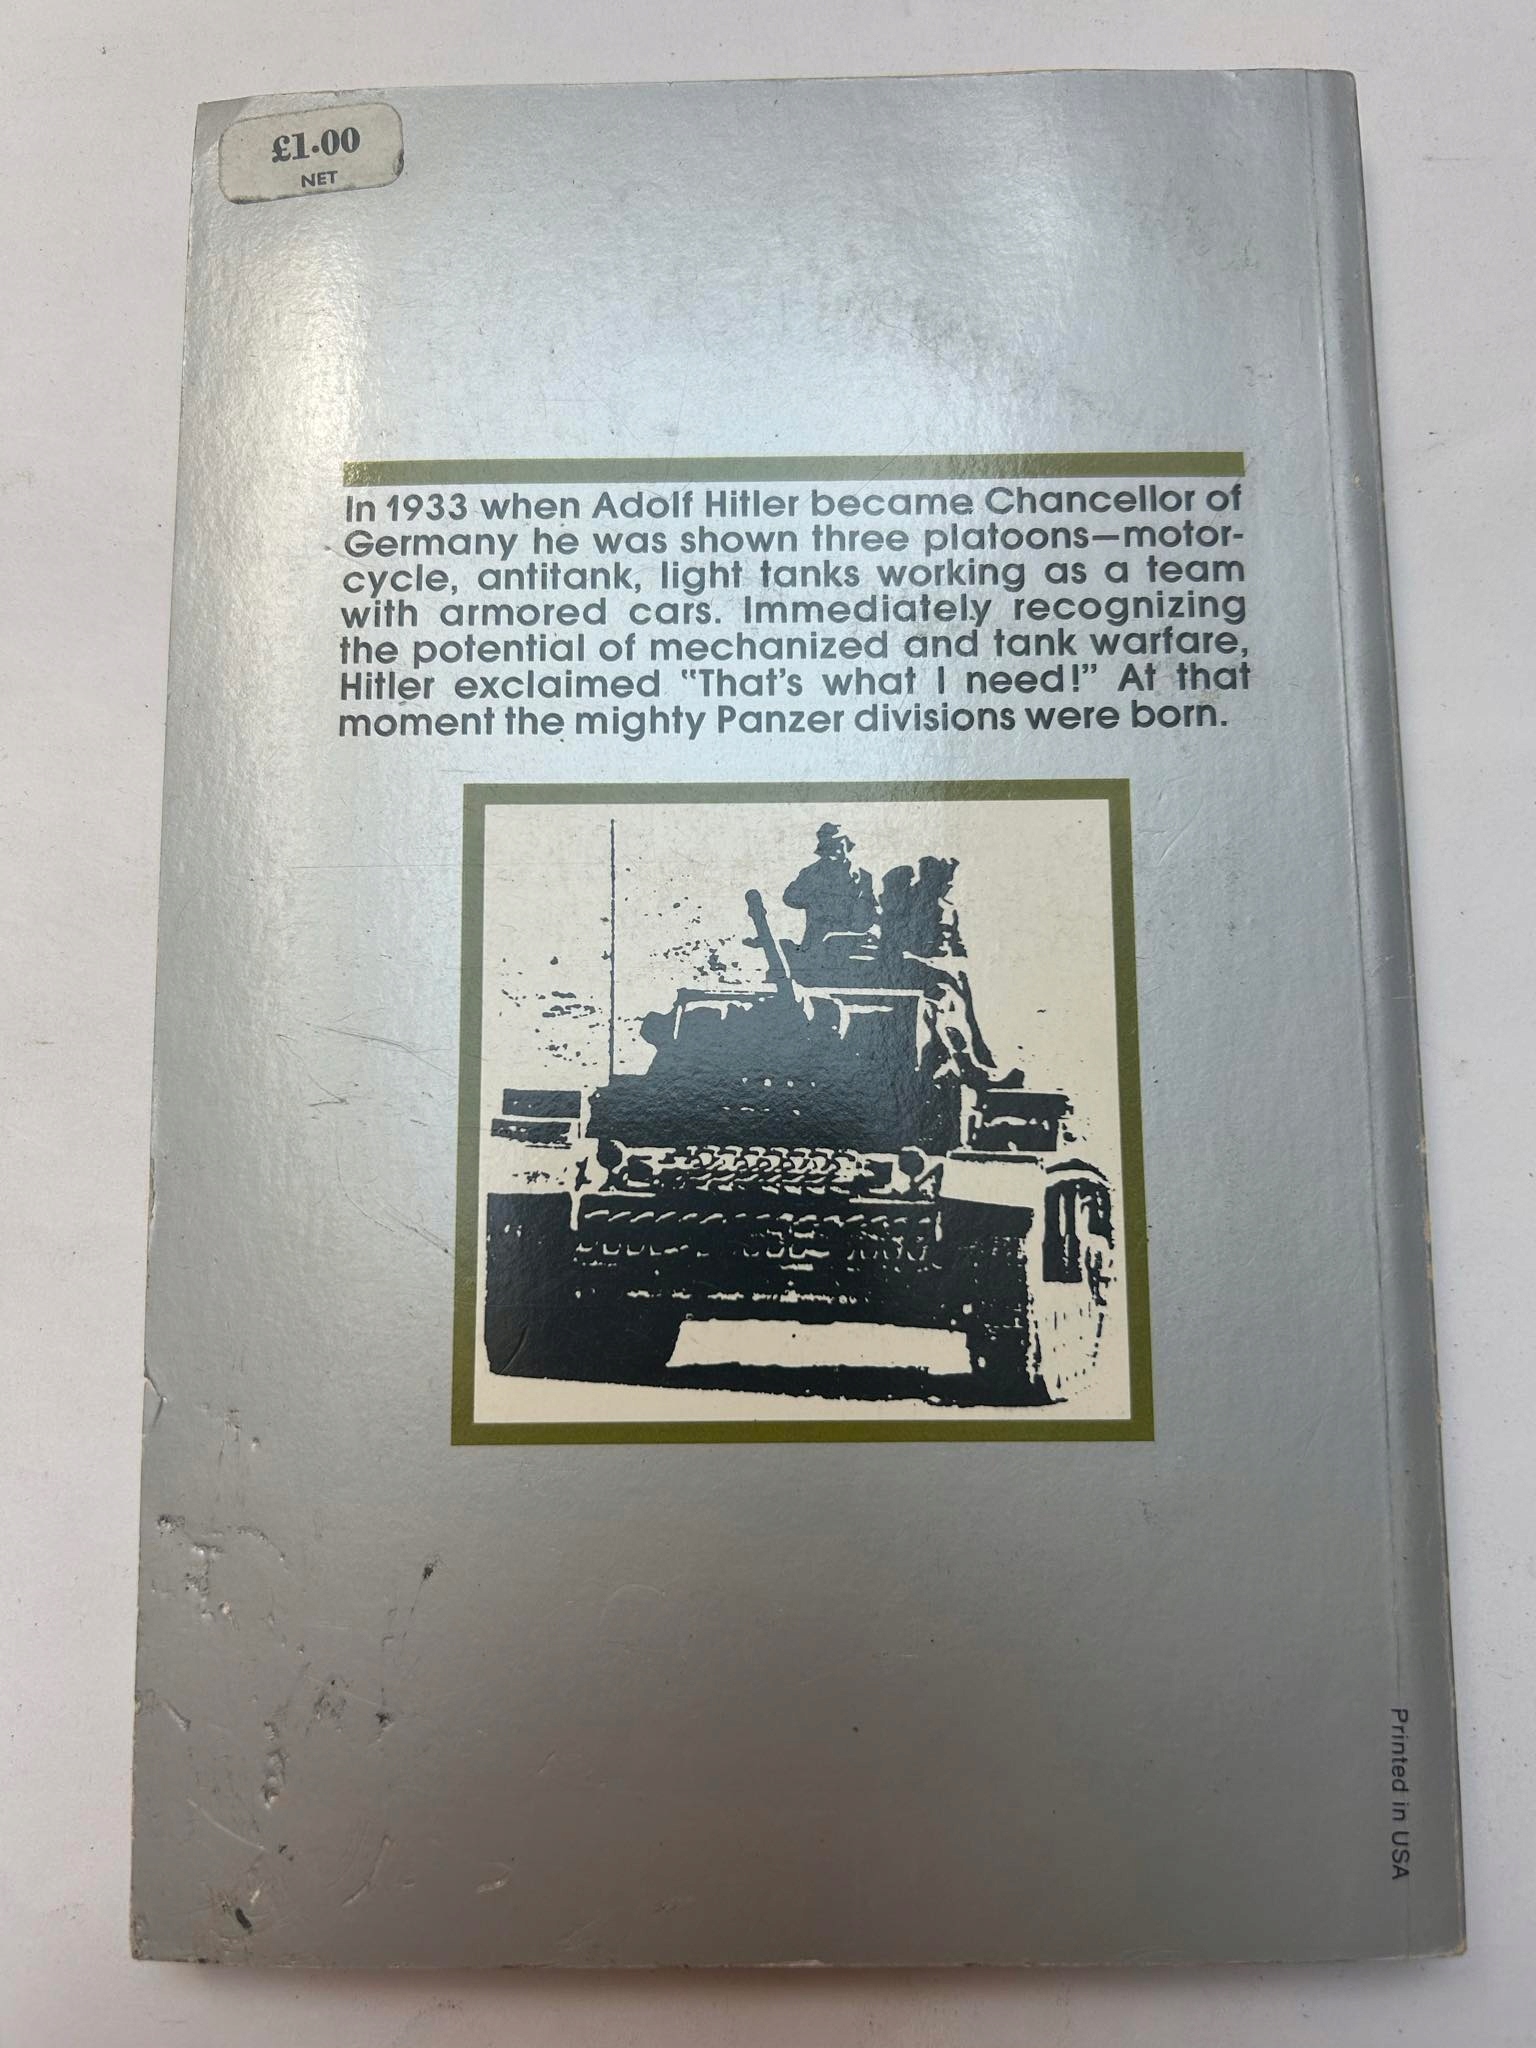 £1·00
NET
In 1933 when Adolf Hitler became Chancellor of
Germany he was shown three platoons—motor-
cycle, antitank, light tanks working as a team
with armored cars. Immediately recognizing
the potential of mechanized and tank warfare,
Hitler exclaimed "That's what I need!" At that
moment the mighty Panzer divisions were born.
Printed in USA